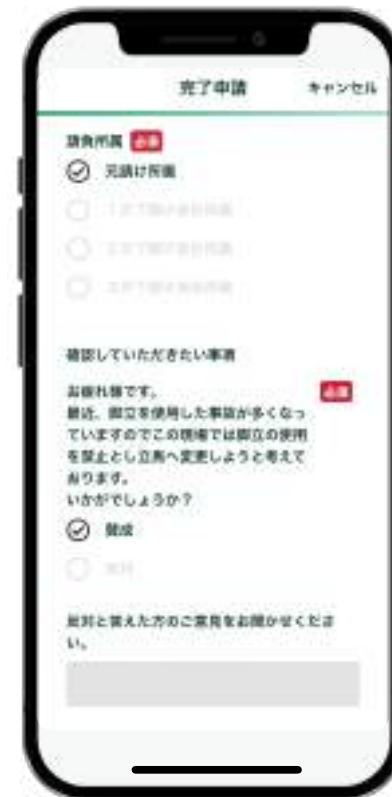 完了申請 キャンセル
請負所属 必須
元請け所属
確認していただきたい事項
お疲れ様です。 必須
最近、脚立を使用した事故が多くなっ
ていますのでこの現場では脚立の使用
を禁止とし立馬へ変更しようと考えて
おります。
いかがでしょうか？
賛成
反対
反対と答えた方のご意見をお聞かせくださ
い。